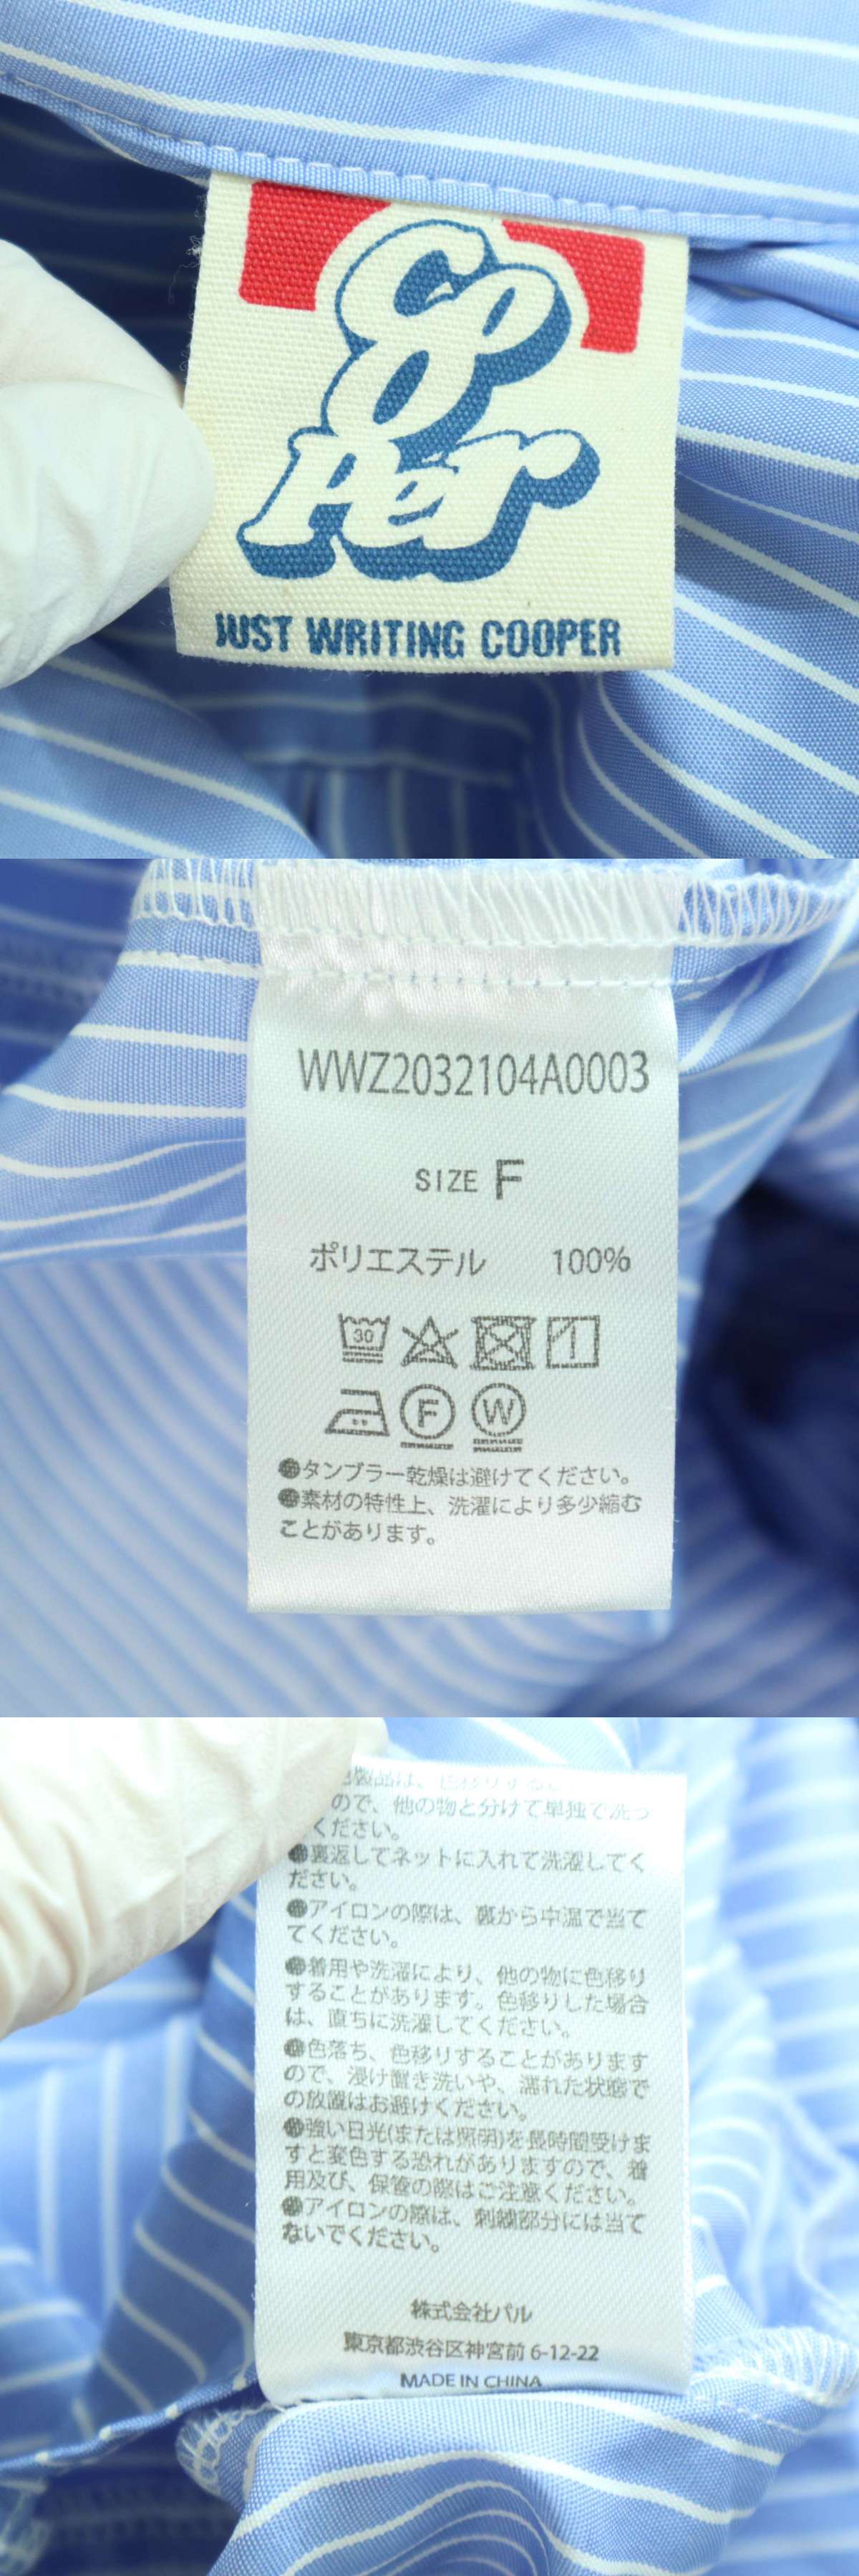 Cooper
JUST WRITING COOPER
WWZ2032104A0003
SIZE F
ポリエステル 100%
30
F W
●タンブラー乾燥は避けてください。
●素材の特性上、洗濯により多少縮む
ことがあります。
製品は、色移りすること
ので、他の物と分けて単独で洗っ
ください。
●裏返してネットに入れて洗濯してく
ださい。
●アイロンの際は、裏から中温で当て
てください。
●着用や洗濯により、他の物に色移り
することがあります。色移りした場合
は、直ちに洗濯してください。
●色落ち、色移りすることがあります
ので、浸け置き洗いや、濡れた状態で
の放置はお避けください。
●強い日光(または照明)を長時間受けま
すと変色する恐れがありますので、着
用及び、保管の際はご注意ください。
●アイロンの際は、刺繍部分には当て
ないでください。
株式会社パル
東京都渋谷区神宮前 6-12-22
MADE IN CHINA